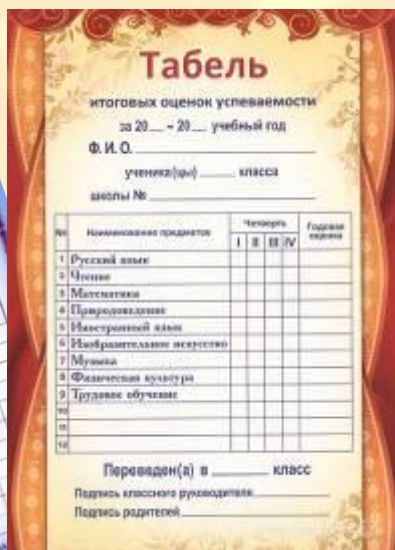 Табель
итоговых оценок успеваемости
за 20__ – 20__ учебный год
Ф. И. О.
ученика(цы) ______ класса
школы №
№ Наименование предметов Четверть Годовая оценка
I II III IV
1 Русский язык
2 Чтение
3 Математика
4 Природоведение
5 Иностранный язык
6 Изобразительное искусство
7 Музыка
8 Физическая культура
9 Трудовое обучение
10
11
12
Переведен(а) в ______ класс
Подпись классного руководителя
Подпись родителей